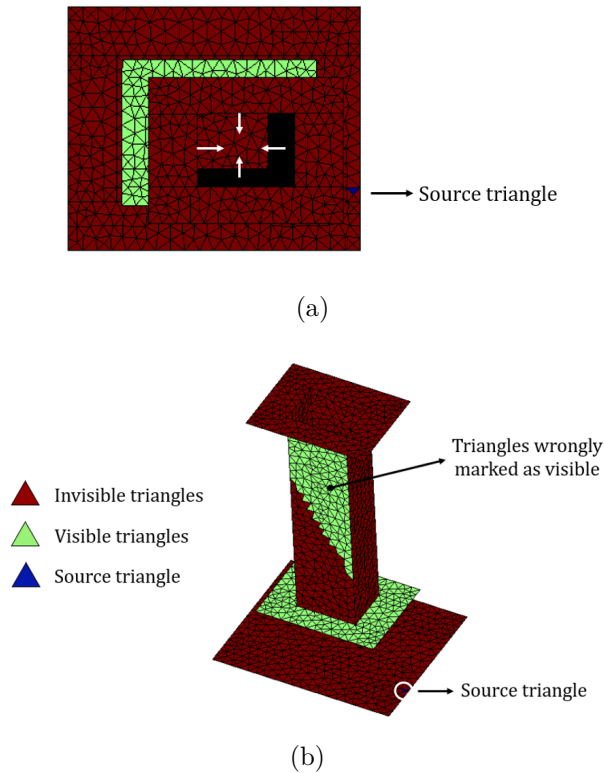 Source triangle
(a)
Triangles wrongly
marked as visible
Invisible triangles
Visible triangles
Source triangle
Source triangle
(b)